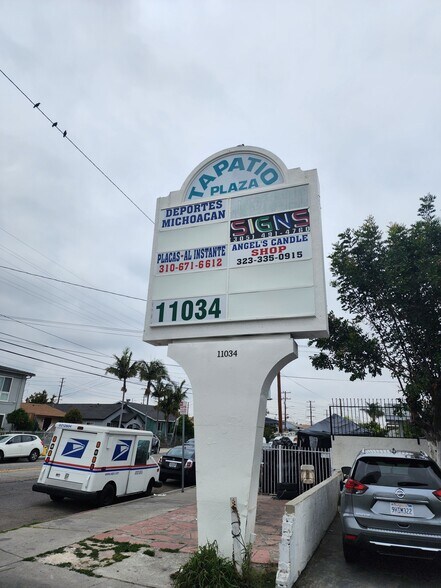 TAPATIO
PLAZA
DEPORTES
MICHOACAN
SIGNS
PLACAS-AL INSTANTE
310-671-6612
ANGEL'S CANDLE
SHOP
323-335-0915
11034
11034